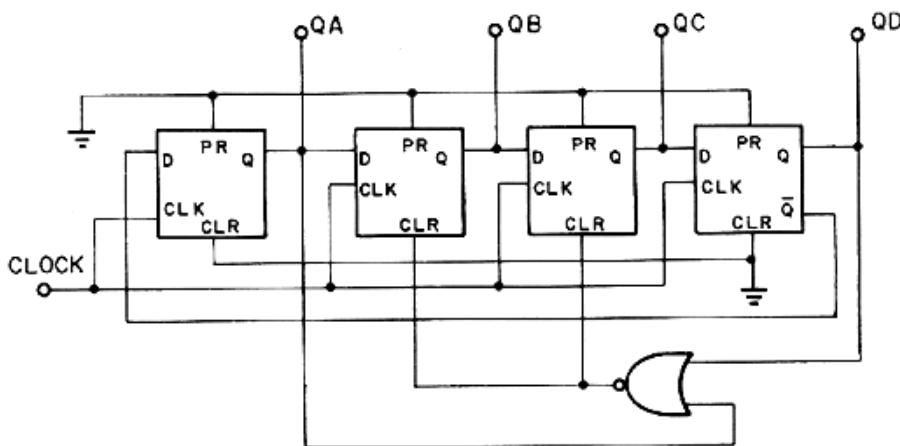 QA QB QC QD
D PR Q D PR Q D PR Q D PR Q
CLK CLR CLK CLR CLK CLR CLK CLR Q̅
CLOCK